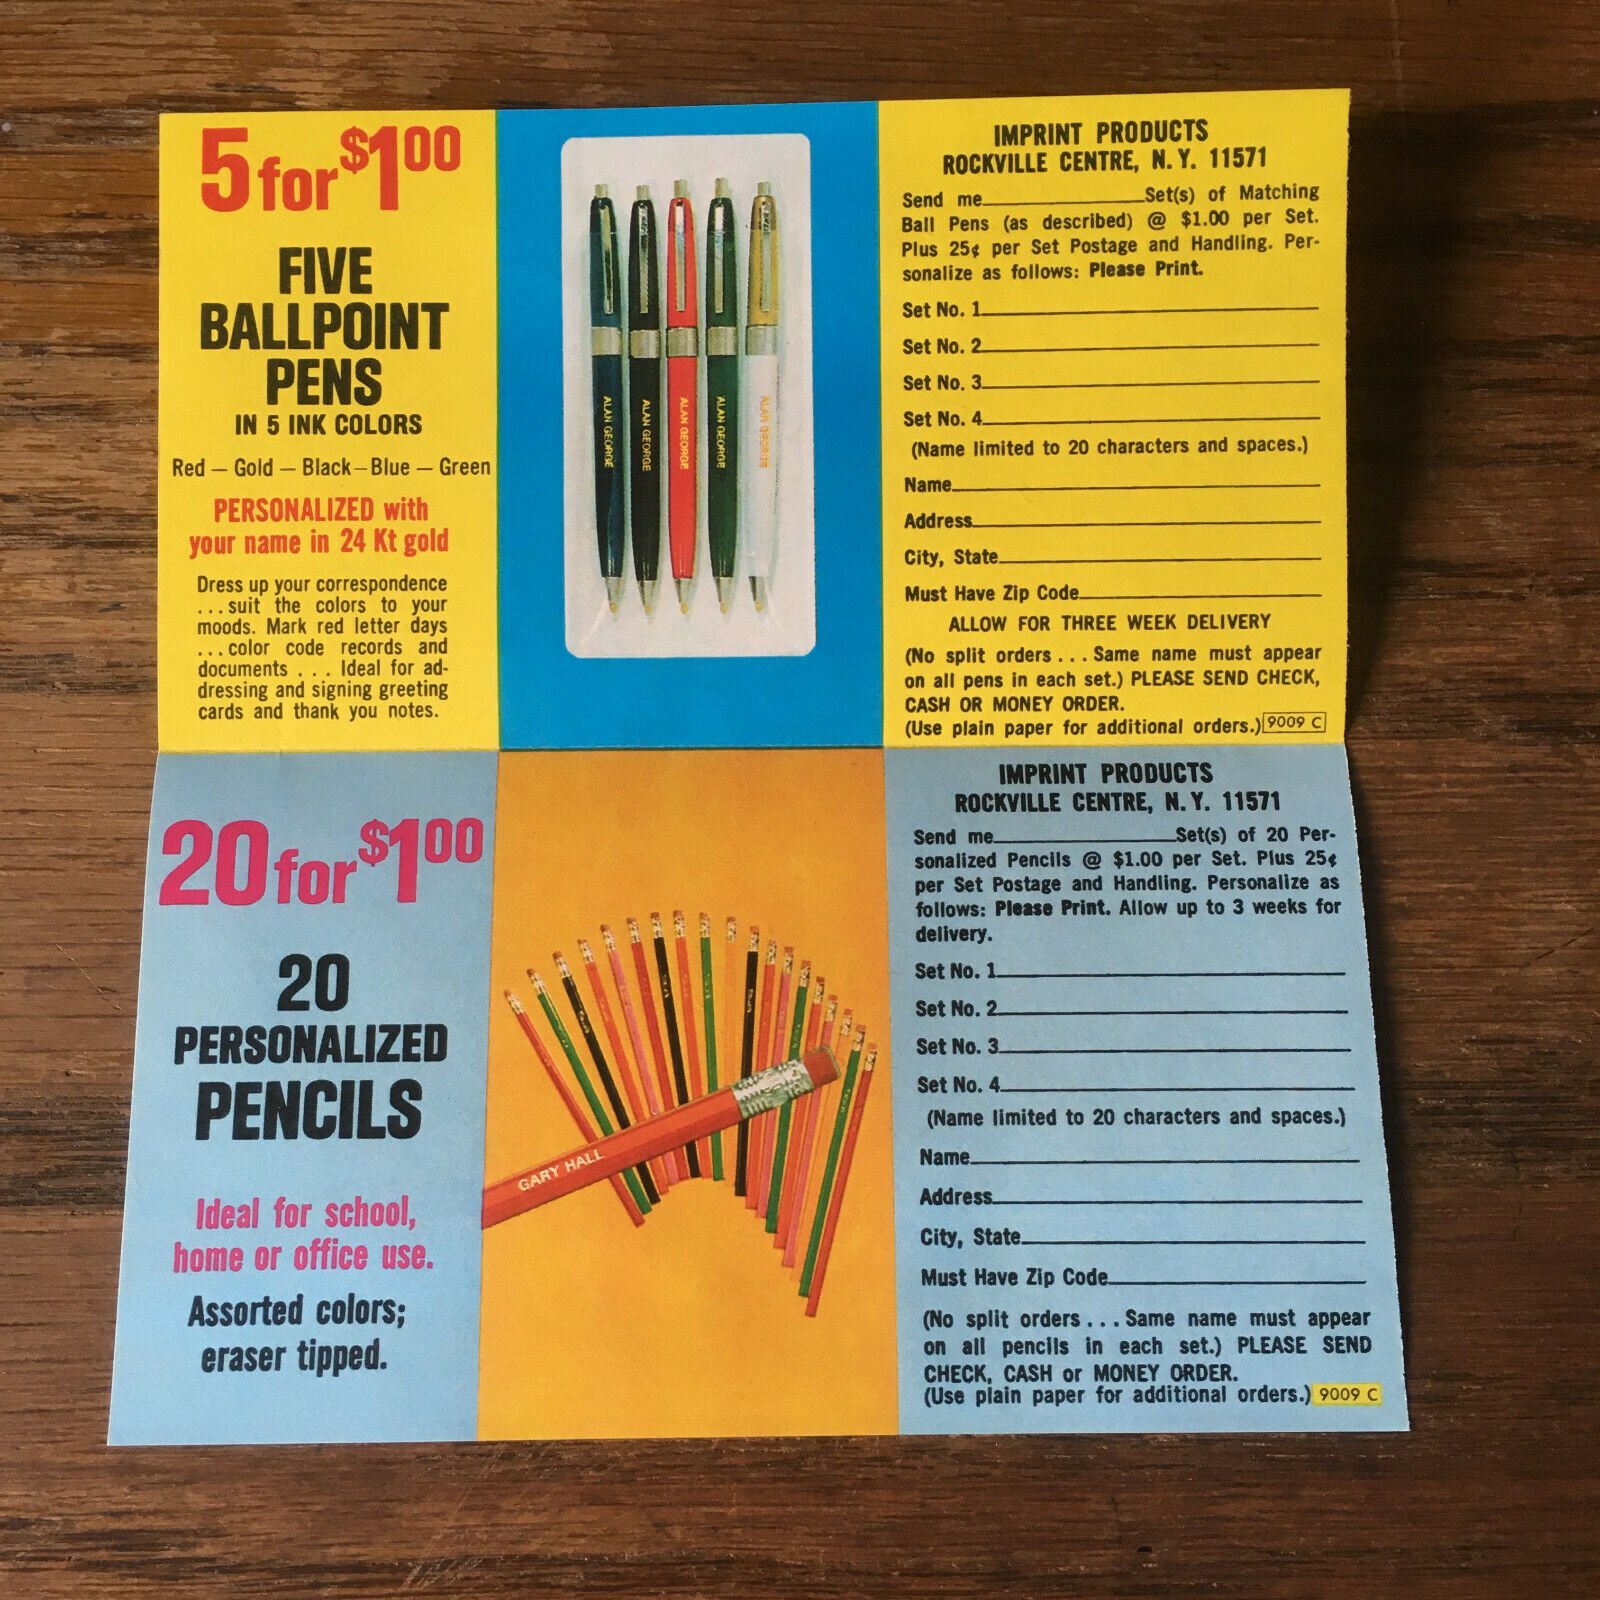 5 for $1.00
FIVE
BALLPOINT
PENS
IN 5 INK COLORS
Red — Gold — Black — Blue — Green
PERSONALIZED with
your name in 24 Kt gold
Dress up your correspondence
...suit the colors to your
moods. Mark red letter days
...color code records and
documents ... Ideal for ad-
dressing and signing greeting
cards and thank you notes.
ALAN GEORGE
ALAN GEORGE
ALAN GEORGE
ALAN GEORGE
ALAN GEORGE
IMPRINT PRODUCTS
ROCKVILLE CENTRE, N.Y. 11571
Send me____Set(s) of Matching
Ball Pens (as described) @ $1.00 per Set.
Plus 25¢ per Set Postage and Handling. Per-
sonalize as follows: Please Print.
Set No. 1
Set No. 2
Set No. 3
Set No. 4
(Name limited to 20 characters and spaces.)
Name
Address
City, State
Must Have Zip Code
ALLOW FOR THREE WEEK DELIVERY
(No split orders ... Same name must appear
on all pens in each set.) PLEASE SEND CHECK,
CASH OR MONEY ORDER.
(Use plain paper for additional orders.) 9009 C
20 for $1.00
20
PERSONALIZED
PENCILS
Ideal for school,
home or office use.
Assorted colors;
eraser tipped.
GARY HALL
IMPRINT PRODUCTS
ROCKVILLE CENTRE, N.Y. 11571
Send me____Set(s) of 20 Per-
sonalized Pencils @ $1.00 per Set. Plus 25¢
per Set Postage and Handling. Personalize as
follows: Please Print. Allow up to 3 weeks for
delivery.
Set No. 1
Set No. 2
Set No. 3
Set No. 4
(Name limited to 20 characters and spaces.)
Name
Address
City, State
Must Have Zip Code
(No split orders ... Same name must appear
on all pencils in each set.) PLEASE SEND
CHECK, CASH or MONEY ORDER.
(Use plain paper for additional orders.) 9009 C